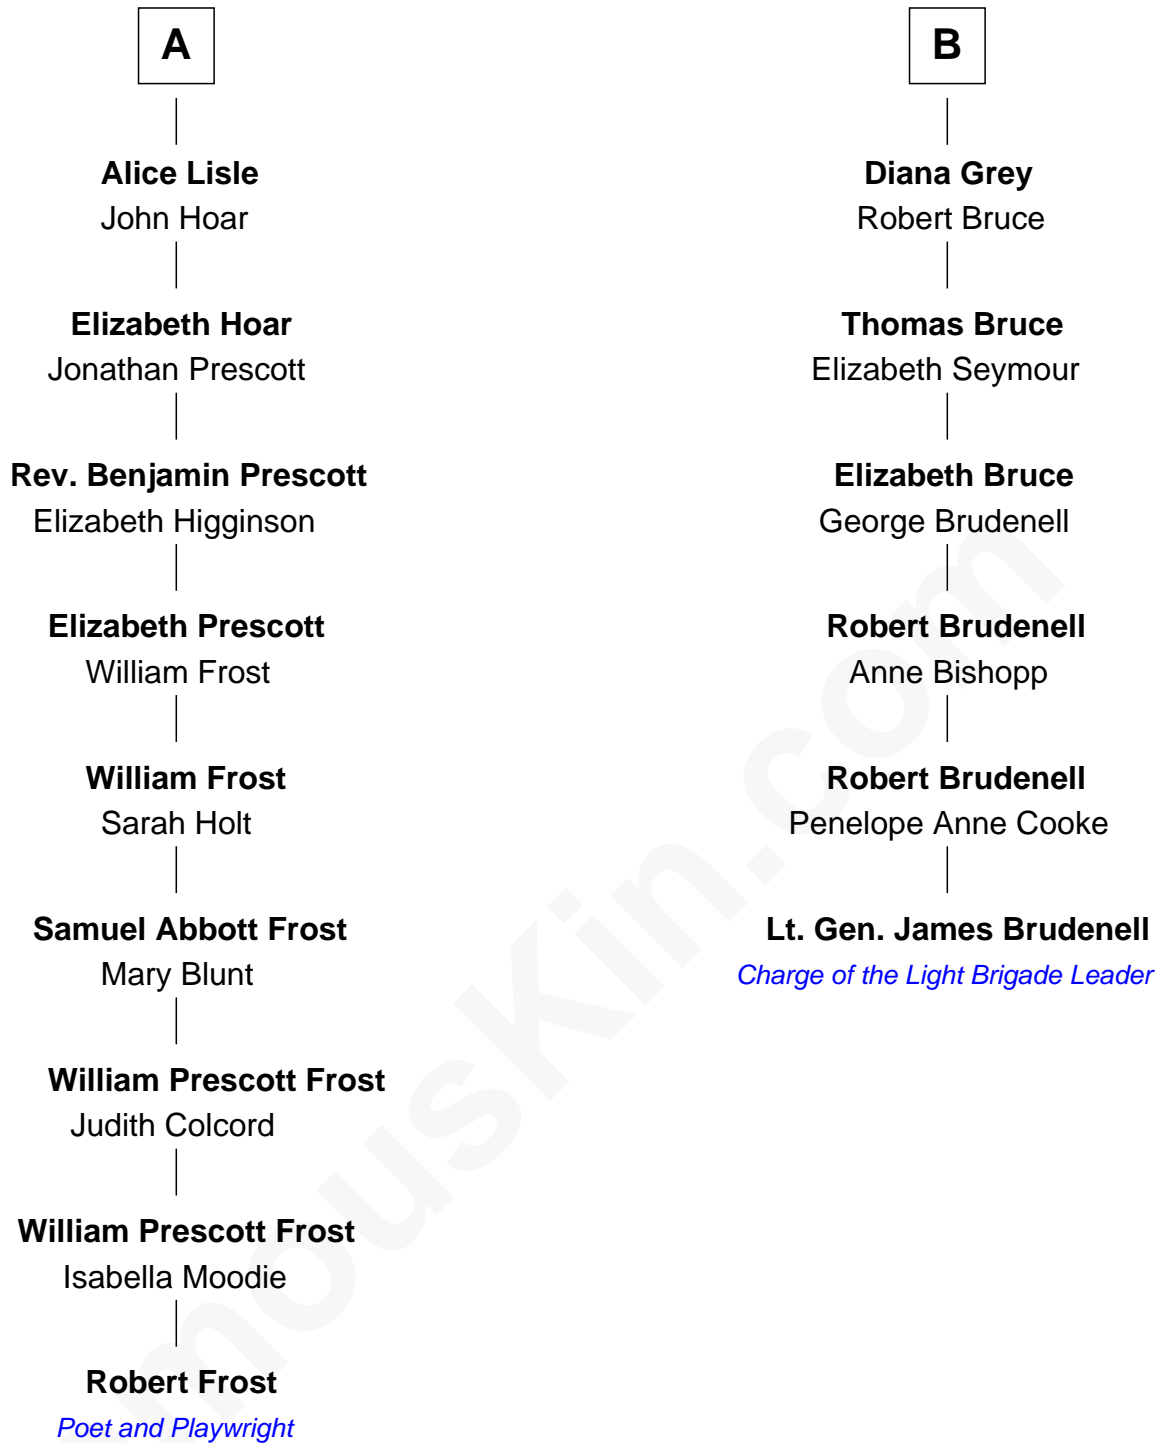 A
Alice Lisle
John Hoar
Elizabeth Hoar
Jonathan Prescott
Rev. Benjamin Prescott
Elizabeth Higginson
Elizabeth Prescott
William Frost
William Frost
Sarah Holt
Samuel Abbott Frost
Mary Blunt
William Prescott Frost
Judith Colcord
William Prescott Frost
Isabella Moodie
Robert Frost
Poet and Playwright
B
Diana Grey
Robert Bruce
Thomas Bruce
Elizabeth Seymour
Elizabeth Bruce
George Brudenell
Robert Brudenell
Anne Bishopp
Robert Brudenell
Penelope Anne Cooke
Lt. Gen. James Brudenell
Charge of the Light Brigade Leader
mouskin.com